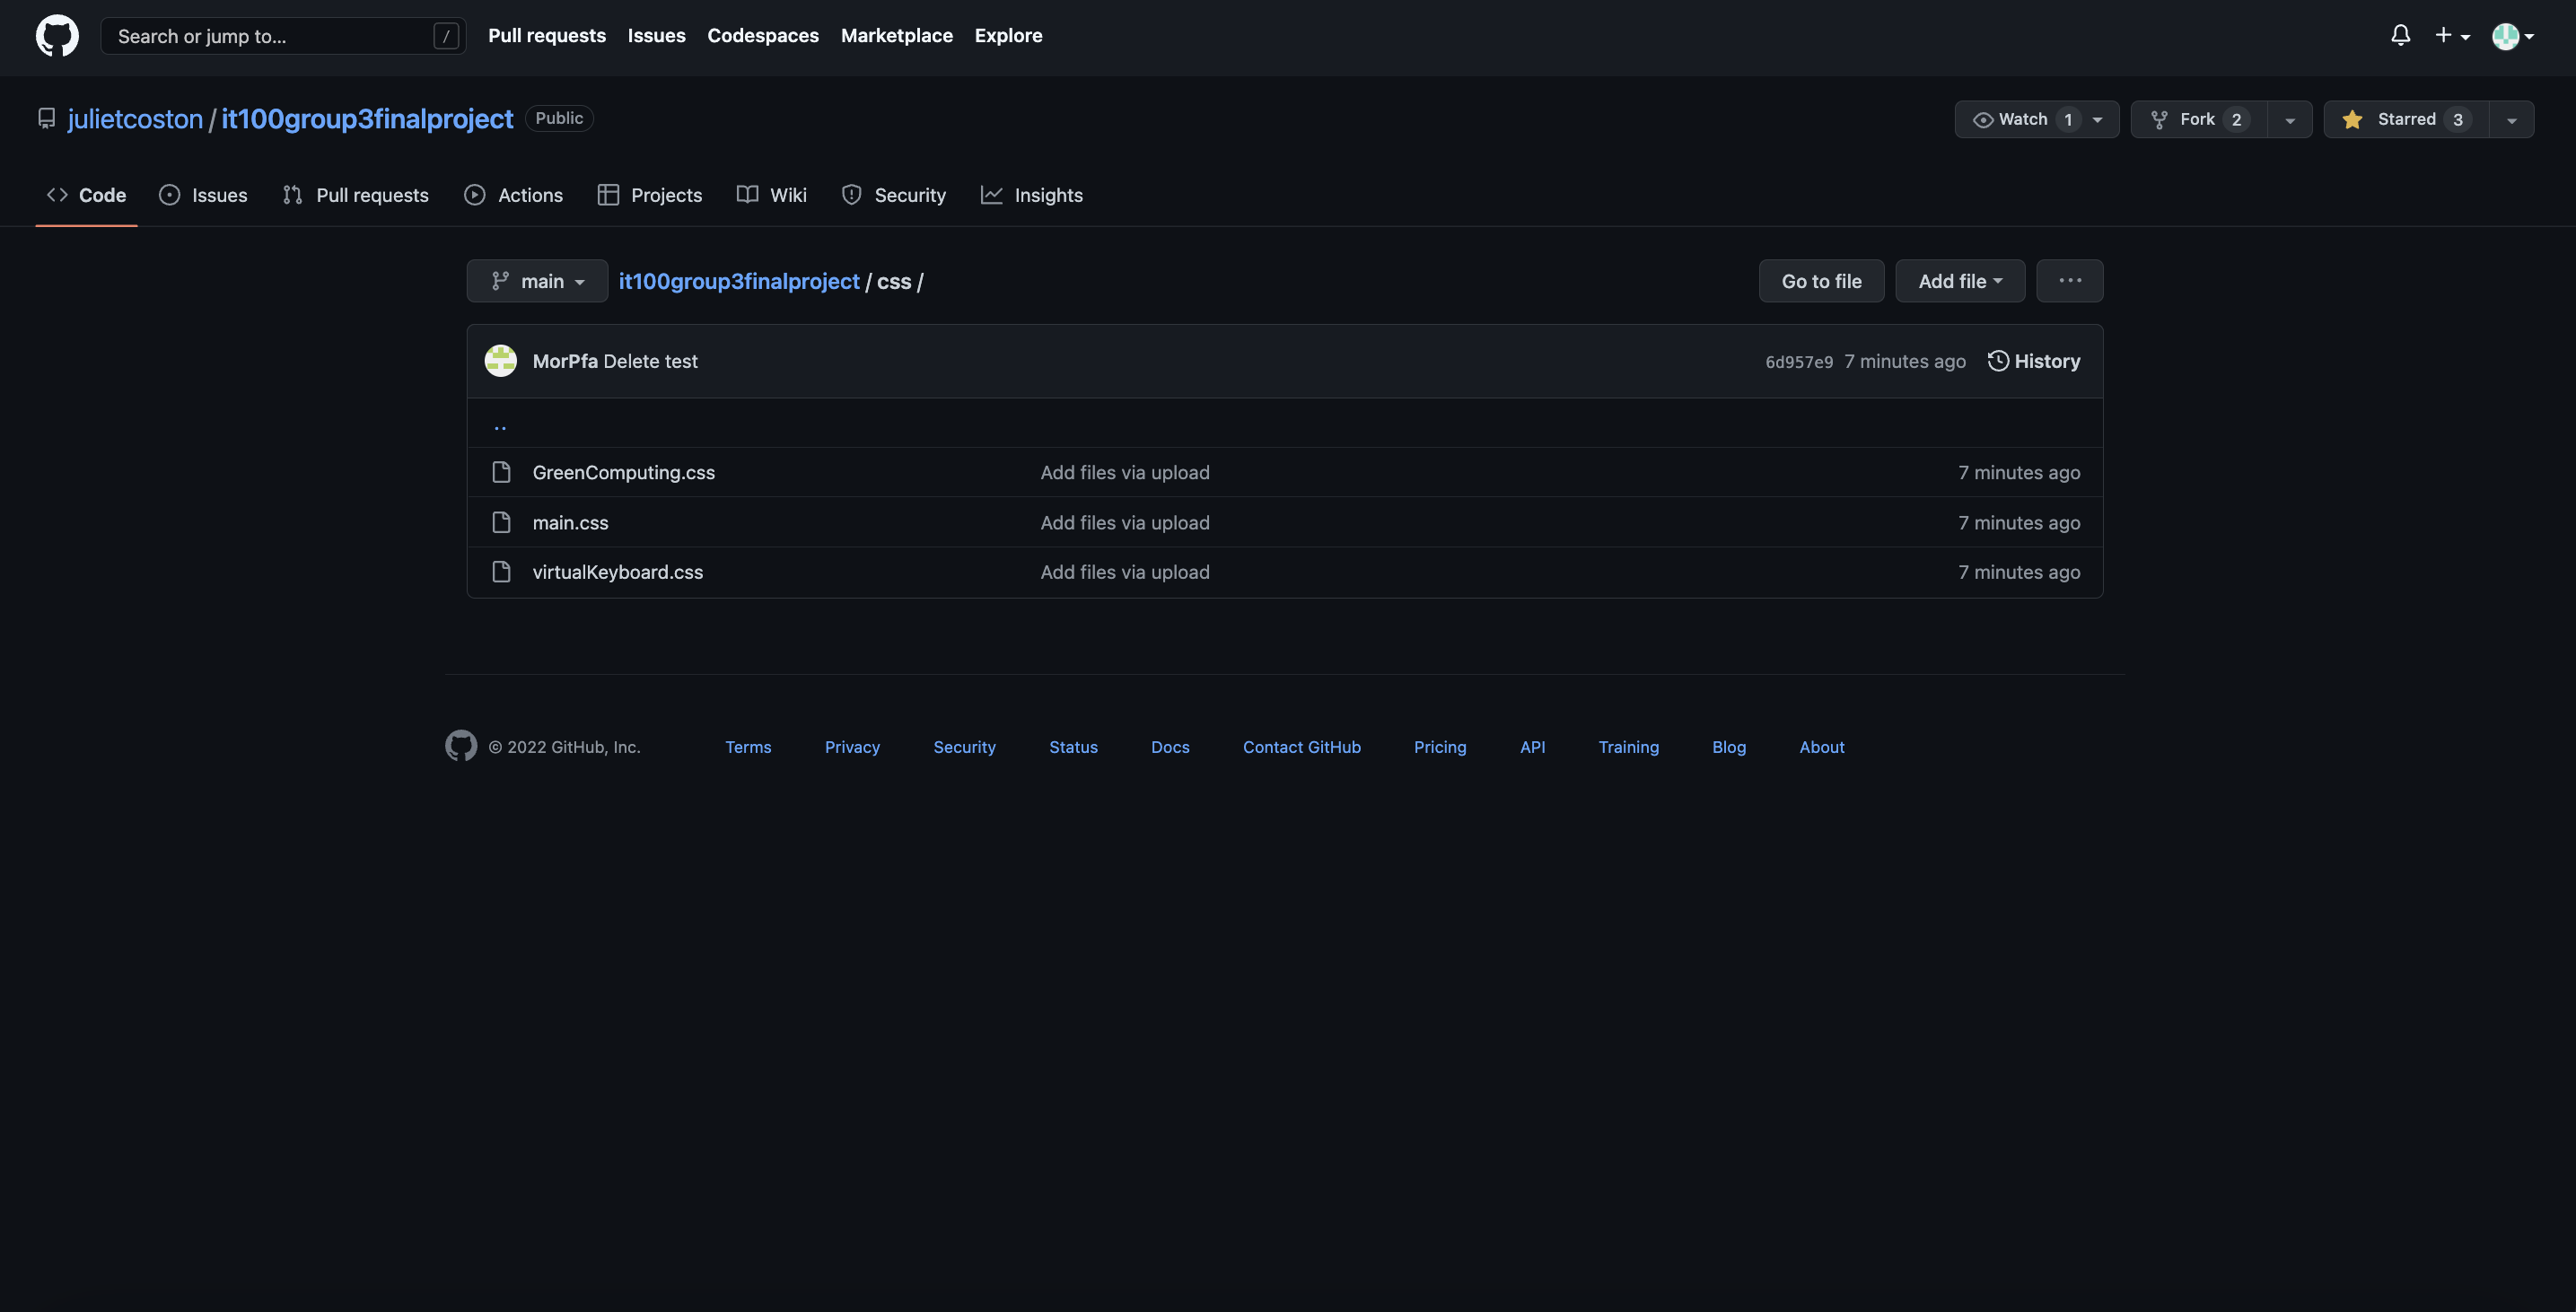 Search or jump to... / Pull requests Issues Codespaces Marketplace Explore
julietcoston / it100group3finalproject Public Watch 1 Fork 2 Starred 3
Code Issues Pull requests Actions Projects Wiki Security Insights
main it100group3finalproject / css / Go to file Add file ...
MorPfa Delete test 6d957e9 7 minutes ago History
..
GreenComputing.css Add files via upload 7 minutes ago
main.css Add files via upload 7 minutes ago
virtualKeyboard.css Add files via upload 7 minutes ago
© 2022 GitHub, Inc. Terms Privacy Security Status Docs Contact GitHub Pricing API Training Blog About